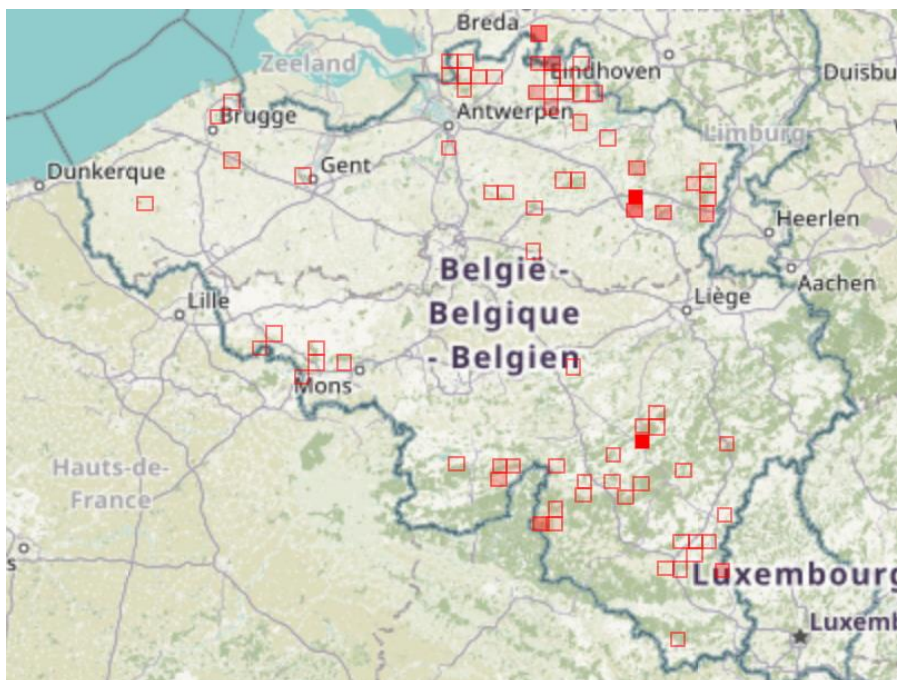 Breda
Zeeland
Eindhoven
Duisbu
Antwerpen
Brugge
Limburg
Gent
Dunkerque
Heerlen
België -
Belgique
- Belgien
Aachen
Lille
Liège
Mons
Hauts-de-
France
s
Luxembourg
Luxemb